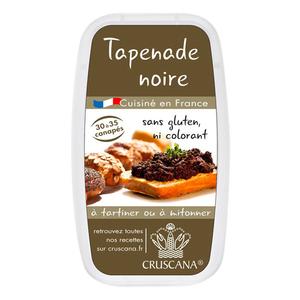 Tapenade
noire
Cuisiné en France
30 à 35
canapés
sans gluten,
ni colorant
à tartiner ou à mitonner
retrouvez toutes
nos recettes
sur cruscana.fr
CRUSCANA®